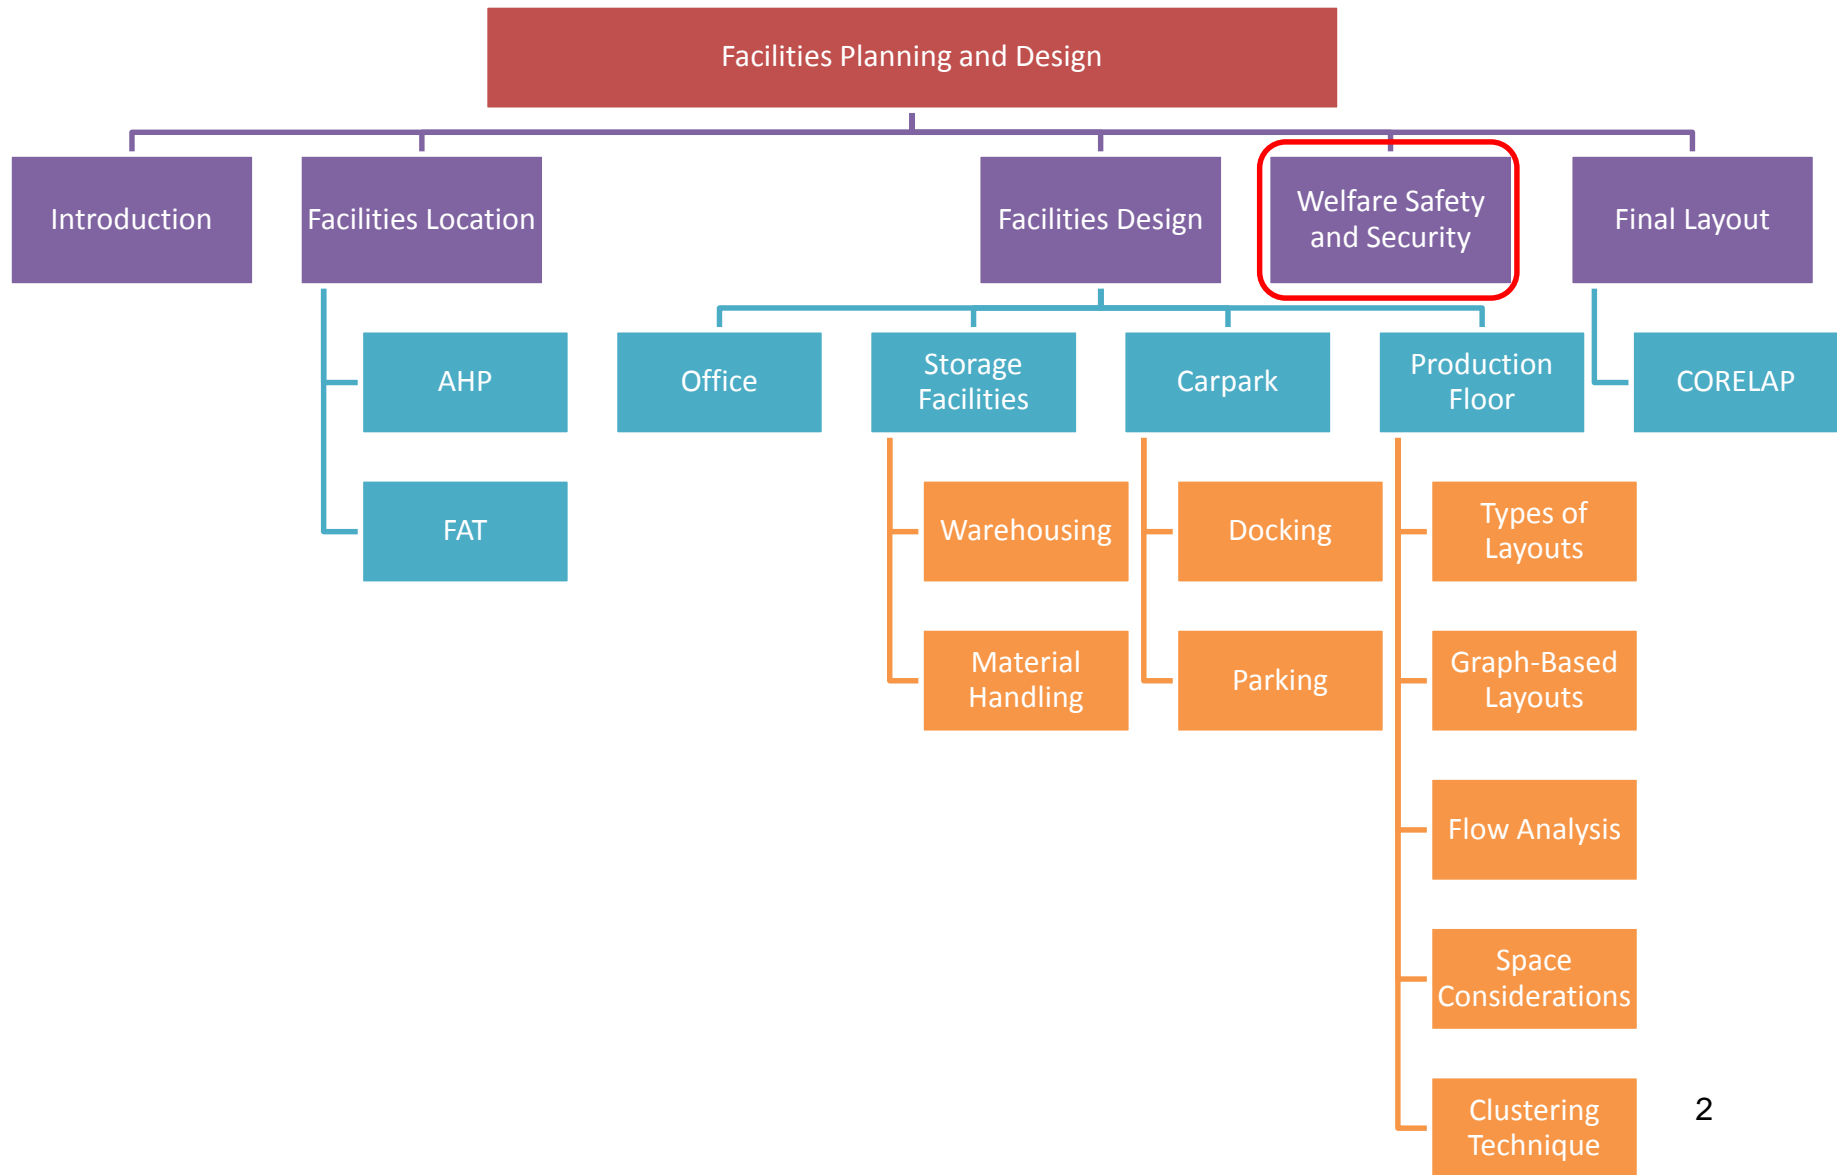 Facilities Planning and Design
Introduction
Facilities Location
Facilities Design
Welfare Safety
and Security
Final Layout
AHP
Office
Storage
Facilities
Carpark
Production
Floor
CORELAP
FAT
Warehousing
Docking
Types of
Layouts
Material
Handling
Parking
Graph-Based
Layouts
Flow Analysis
Space
Considerations
Clustering
Technique
2